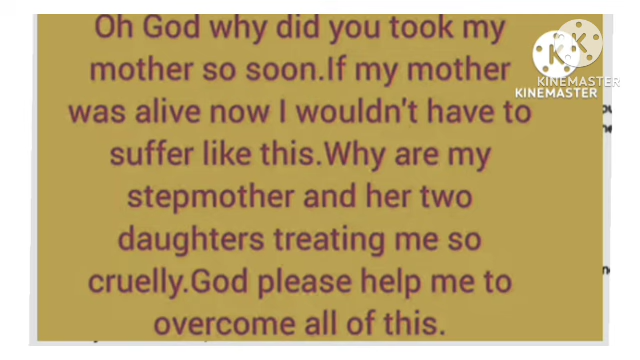 Oh God why did you took my
mother so soon.If my mother
was alive now I wouldn't have to
suffer like this.Why are my
stepmother and her two
daughters treating me so
cruelly.God please help me to
overcome all of this.
KINEMASTER
KINEMASTER